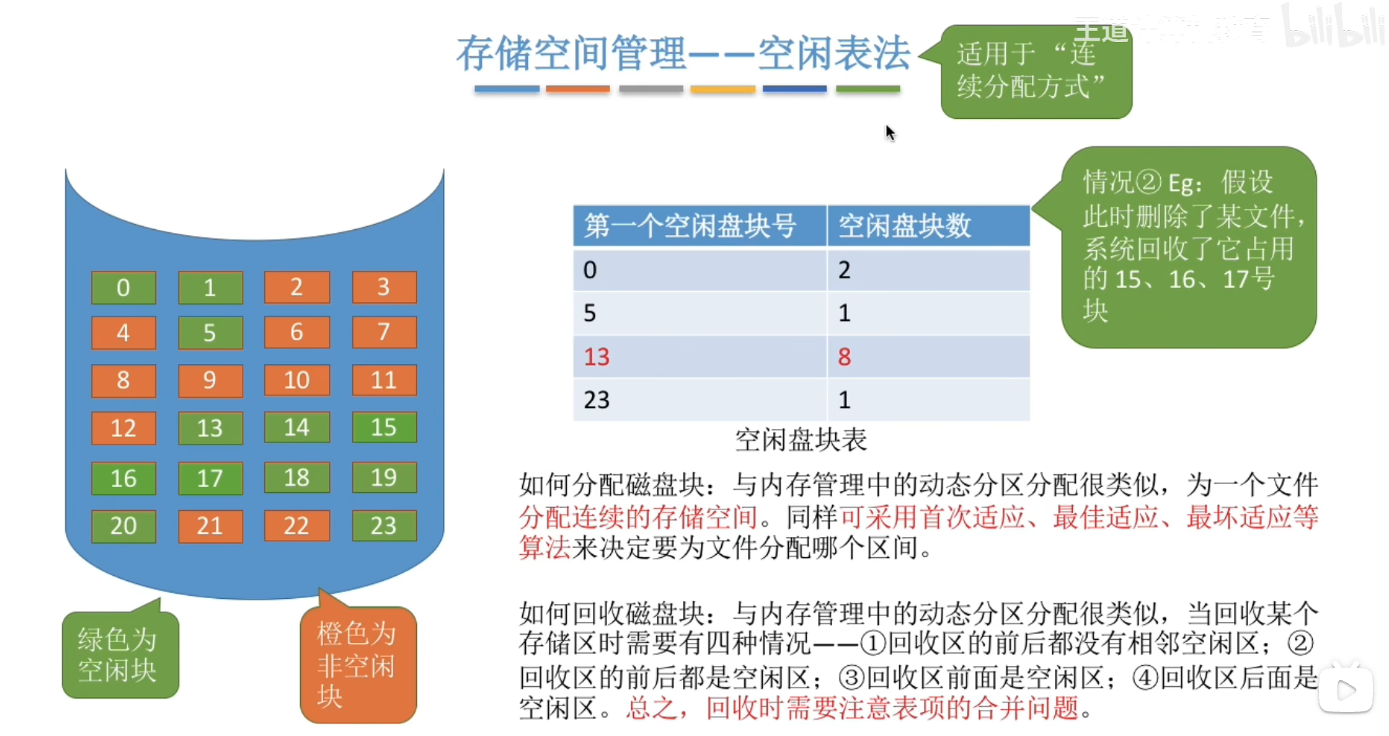 存储空间管理——空闲表法
适用于“连
续分配方式”
bilibili
情况② Eg：假设
此时删除了某文件，
系统回收了它占用
的 15、16、17号
块
第一个空闲盘块号 空闲盘块数
0 2
5 1
13 8
23 1
空闲盘块表
0 1 2 3
4 5 6 7
8 9 10 11
12 13 14 15
16 17 18 19
20 21 22 23
绿色为
空闲块
橙色为
非空闲
块
如何分配磁盘块：与内存管理中的动态分区分配很类似，为一个文件
分配连续的存储空间。同样可采用首次适应、最佳适应、最坏适应等
算法来决定要为文件分配哪个区间。
如何回收磁盘块：与内存管理中的动态分区分配很类似，当回收某个
存储区时需要有四种情况——①回收区的前后都没有相邻空闲区；②
回收区的前后都是空闲区；③回收区前面是空闲区；④回收区后面是
空闲区。总之，回收时需要注意表项的合并问题。